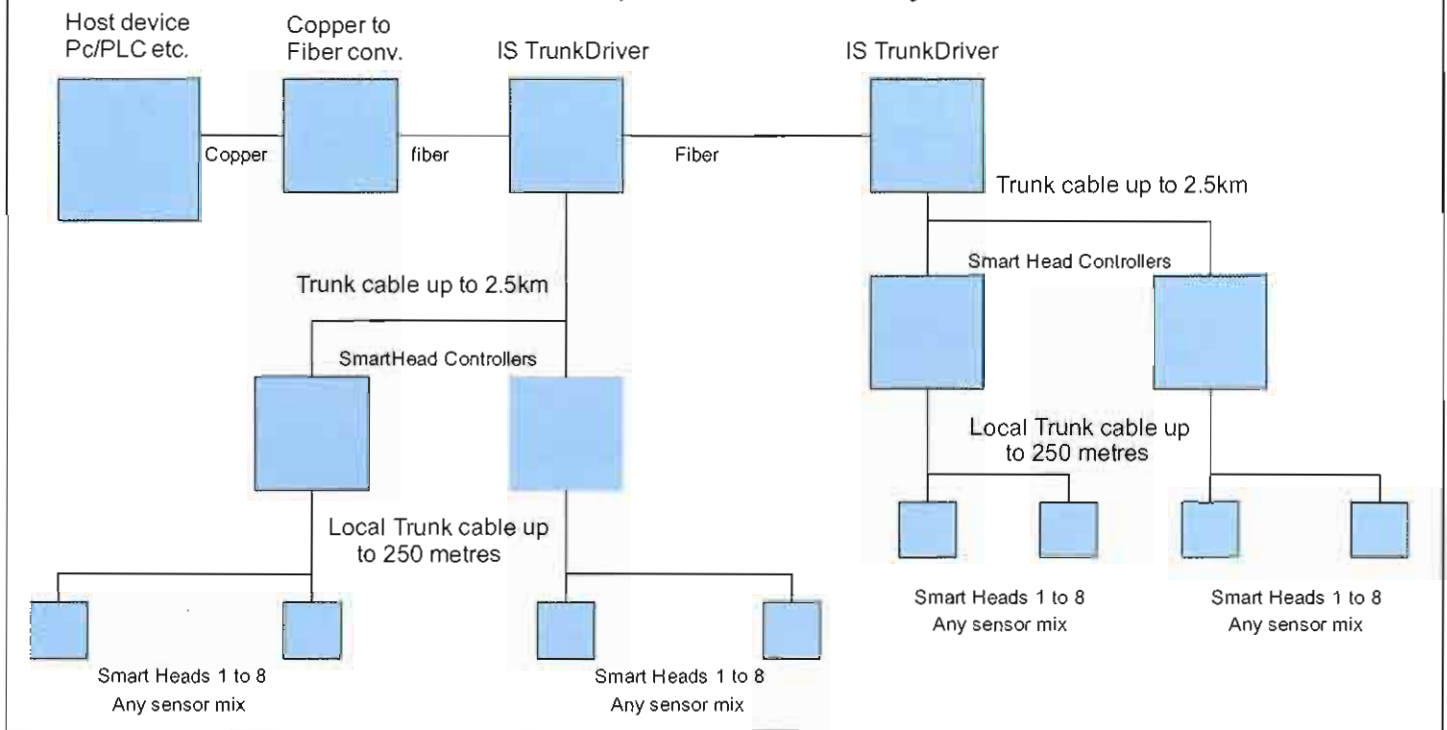 Host device
Pc/PLC etc.
Copper to
Fiber conv.
IS TrunkDriver
IS TrunkDriver
Copper
fiber
Fiber
Trunk cable up to 2.5km
Smart Head Controllers
Trunk cable up to 2.5km
SmartHead Controllers
Local Trunk cable up
to 250 metres
Local Trunk cable up
to 250 metres
Smart Heads 1 to 8
Any sensor mix
Smart Heads 1 to 8
Any sensor mix
Smart Heads 1 to 8
Any sensor mix
Smart Heads 1 to 8
Any sensor mix